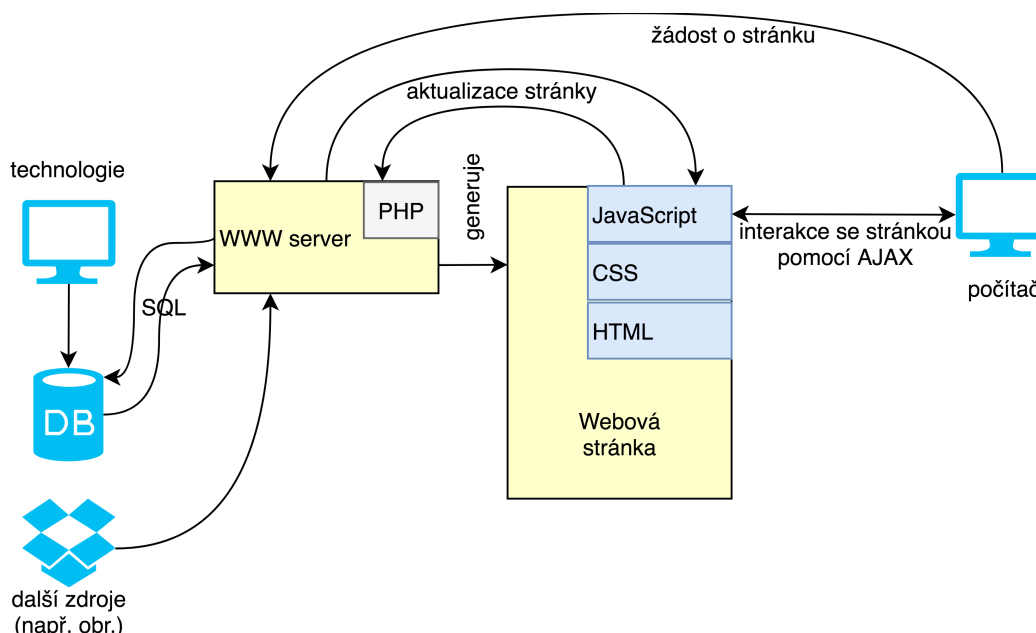 žádost o stránku
aktualizace stránky
technologie
generuje
PHP
WWW server
JavaScript
interakce se stránkou
pomocí AJAX
CSS
počítač
SQL
HTML
DB
Webová
stránka
další zdroje
(např. obr.)